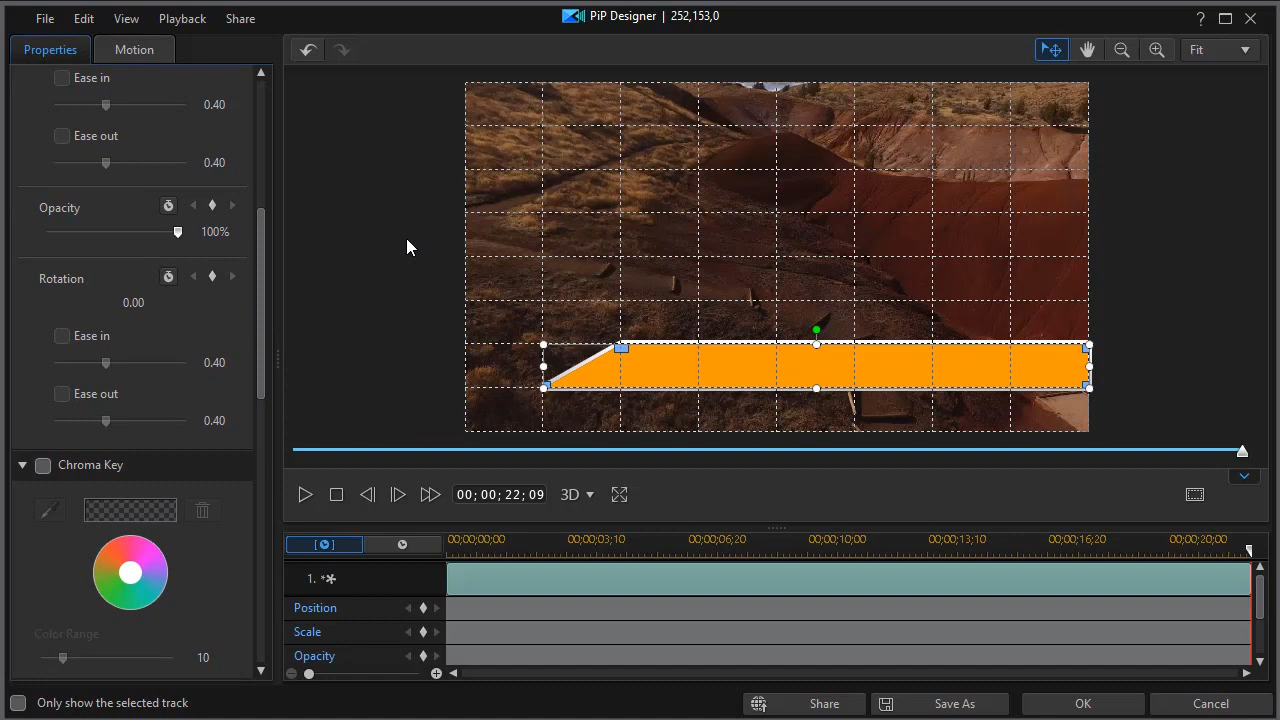 File Edit View Playback Share
PiP Designer | 252,153,0
?
Properties Motion
Fit
Ease in
0.40
Ease out
0.40
Opacity
100%
Rotation
0.00
Ease in
0.40
Ease out
0.40
Chroma Key
Color Range
10
00; 00; 22; 09
3D
00;00;00;00 00;00;03;10 00;00;06;20 00;00;10;00 00;00;13;10 00;00;16;20 00;00;20;00
1. **
Position
Scale
Opacity
Only show the selected track
Share Save As OK Cancel